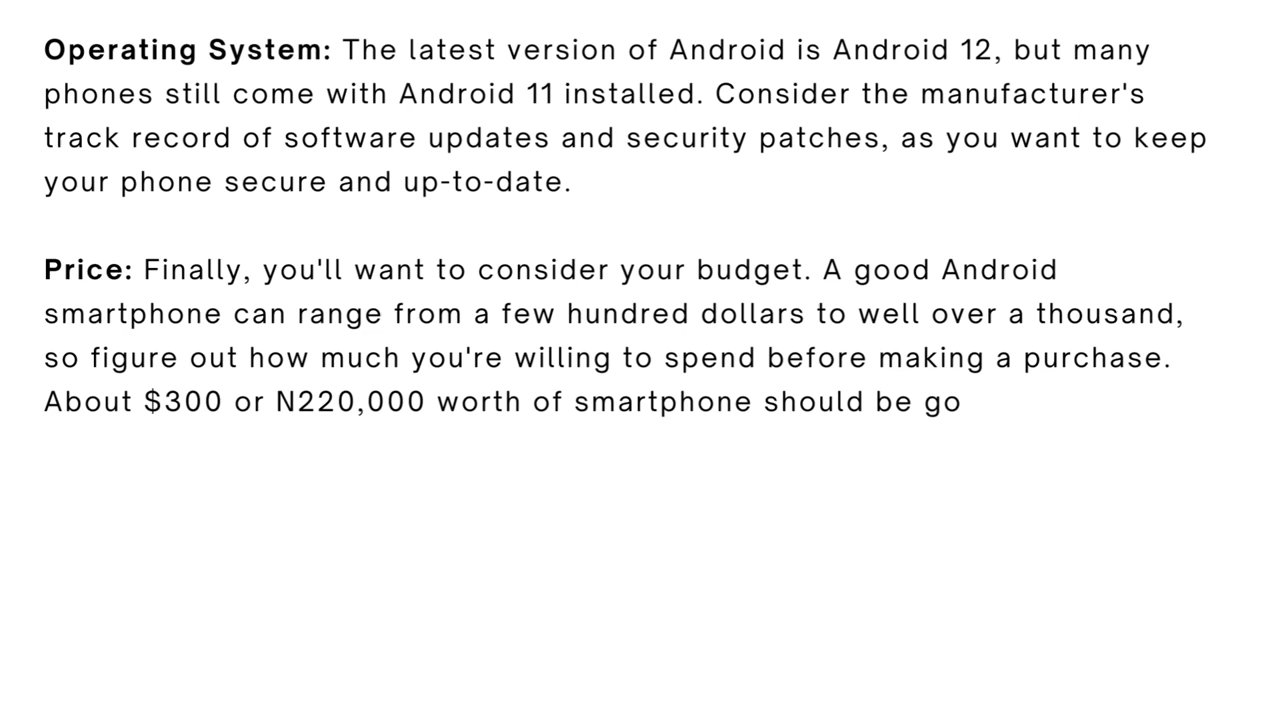 Operating System: The latest version of Android is Android 12, but many
phones still come with Android 11 installed. Consider the manufacturer's
track record of software updates and security patches, as you want to keep
your phone secure and up-to-date.
Price: Finally, you'll want to consider your budget. A good Android
smartphone can range from a few hundred dollars to well over a thousand,
so figure out how much you're willing to spend before making a purchase.
About $300 or N220,000 worth of smartphone should be go